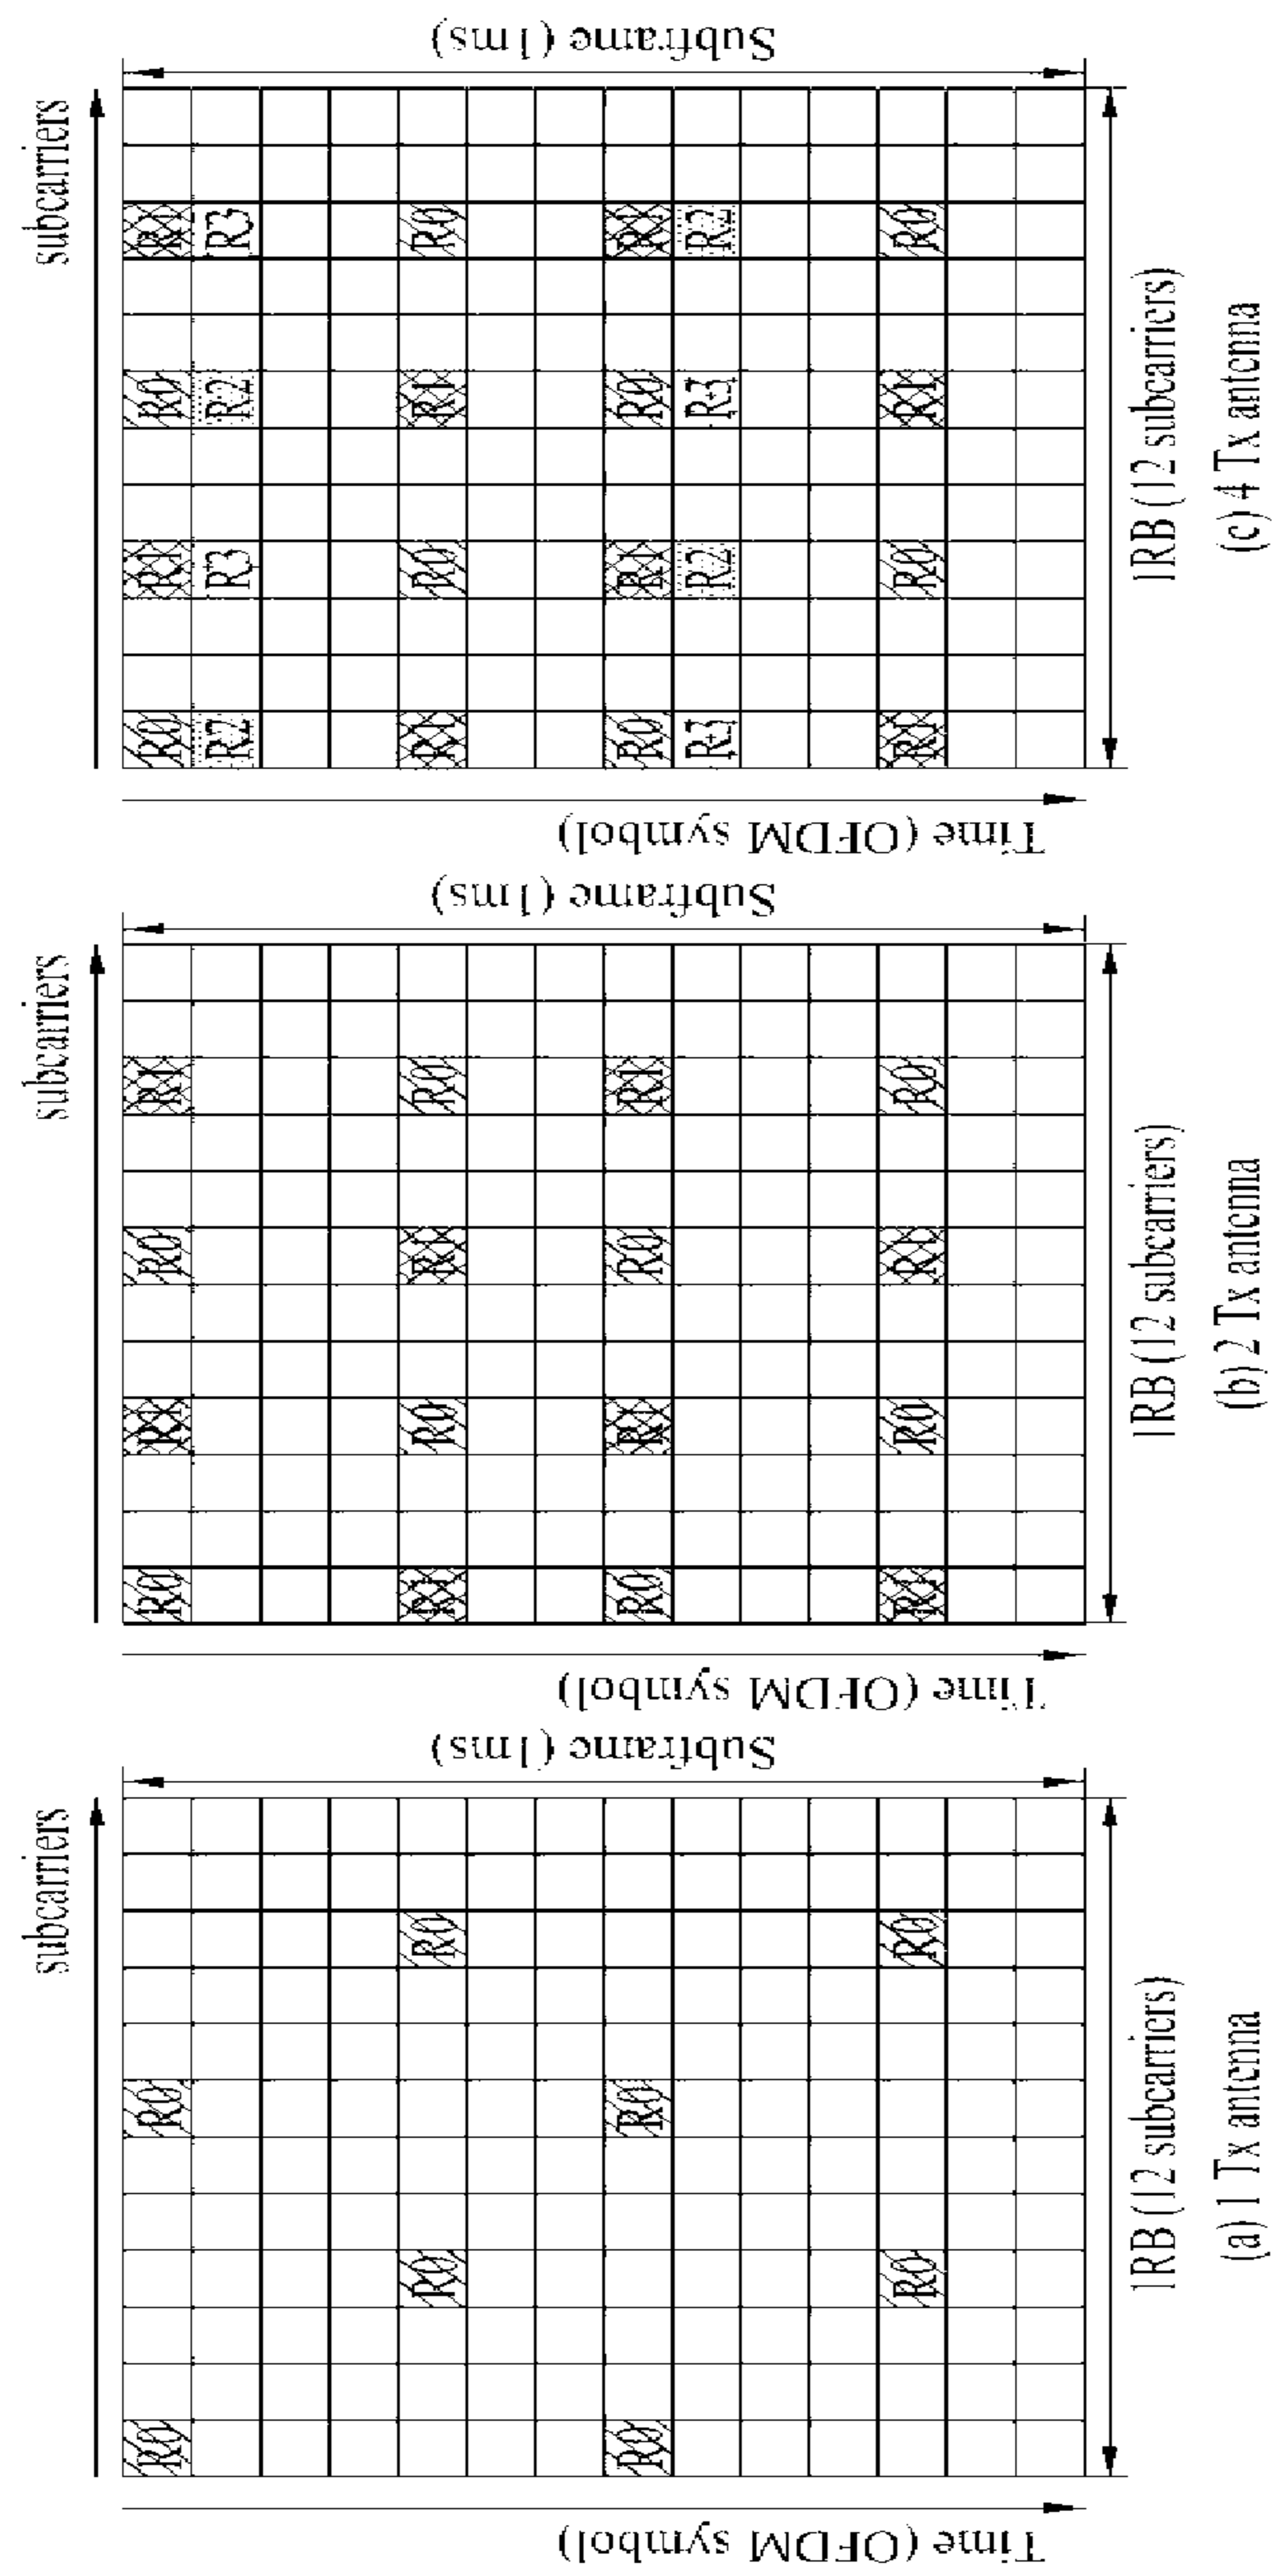 subcarriers
Time (OFDM symbol)
R0 R0
R0 R0
R0 R0
R0 R0
Subframe (1ms)
1RB (12 subcarriers)
(a) 1 Tx antenna
subcarriers
Time (OFDM symbol)
R0 R1 R0 R1
R1 R0 R1 R0
R0 R1 R0 R1
R1 R0 R1 R0
Subframe (1ms)
1RB (12 subcarriers)
(b) 2 Tx antenna
subcarriers
Time (OFDM symbol)
R0 R1 R0 R1
R2 R3 R2 R3
R1 R0 R1 R0
R0 R1 R0 R1
R3 R2 R3 R2
R1 R0 R1 R0
Subframe (1ms)
1RB (12 subcarriers)
(c) 4 Tx antenna